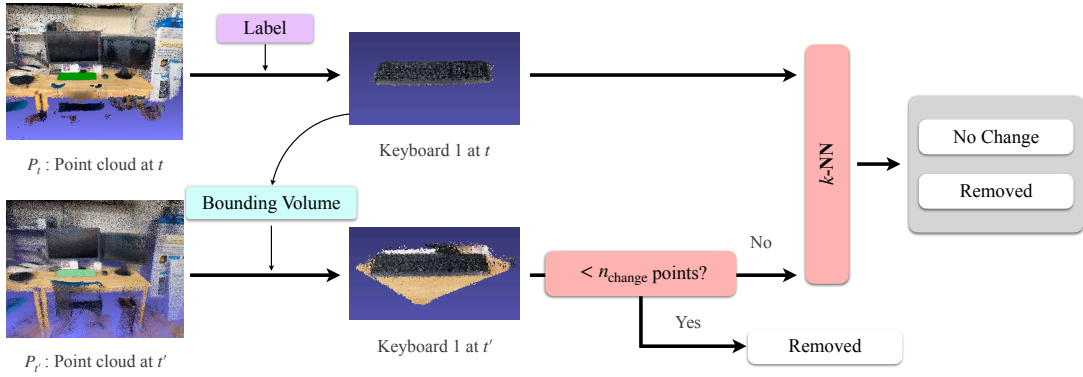 Label
P_t : Point cloud at t
Keyboard 1 at t
Bounding Volume
P_t′ : Point cloud at t′
Keyboard 1 at t′
< n_change points?
No
Yes
Removed
k-NN
No Change
Removed